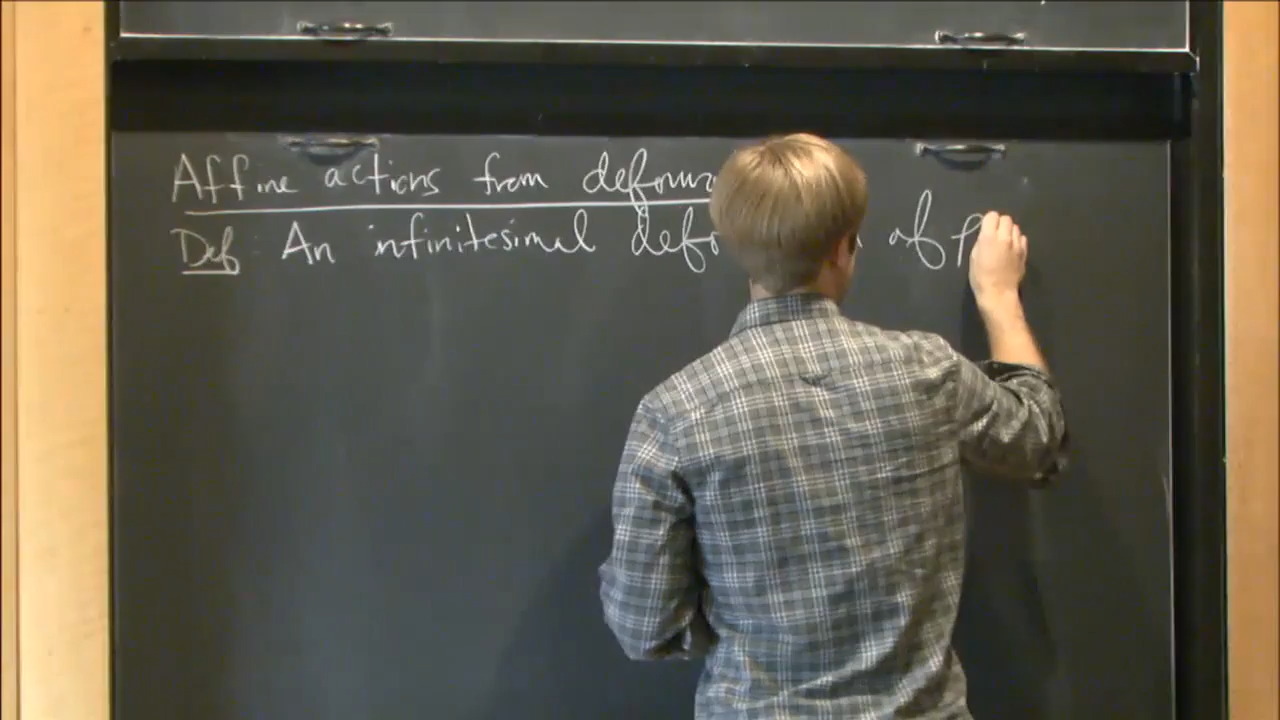 Affine actions from deform
Def: An infinitesimal defo of ρ